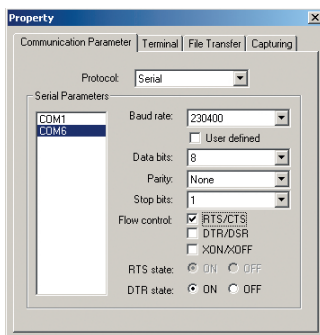 Property
Communication Parameter Terminal File Transfer Capturing
Protocol: Serial
Serial Parameters
COM1
COM6
Baud rate: 230400
User defined
Data bits: 8
Parity: None
Stop bits: 1
Flow control: RTS/CTS
DTR/DSR
XON/XOFF
RTS state: ON OFF
DTR state: ON OFF